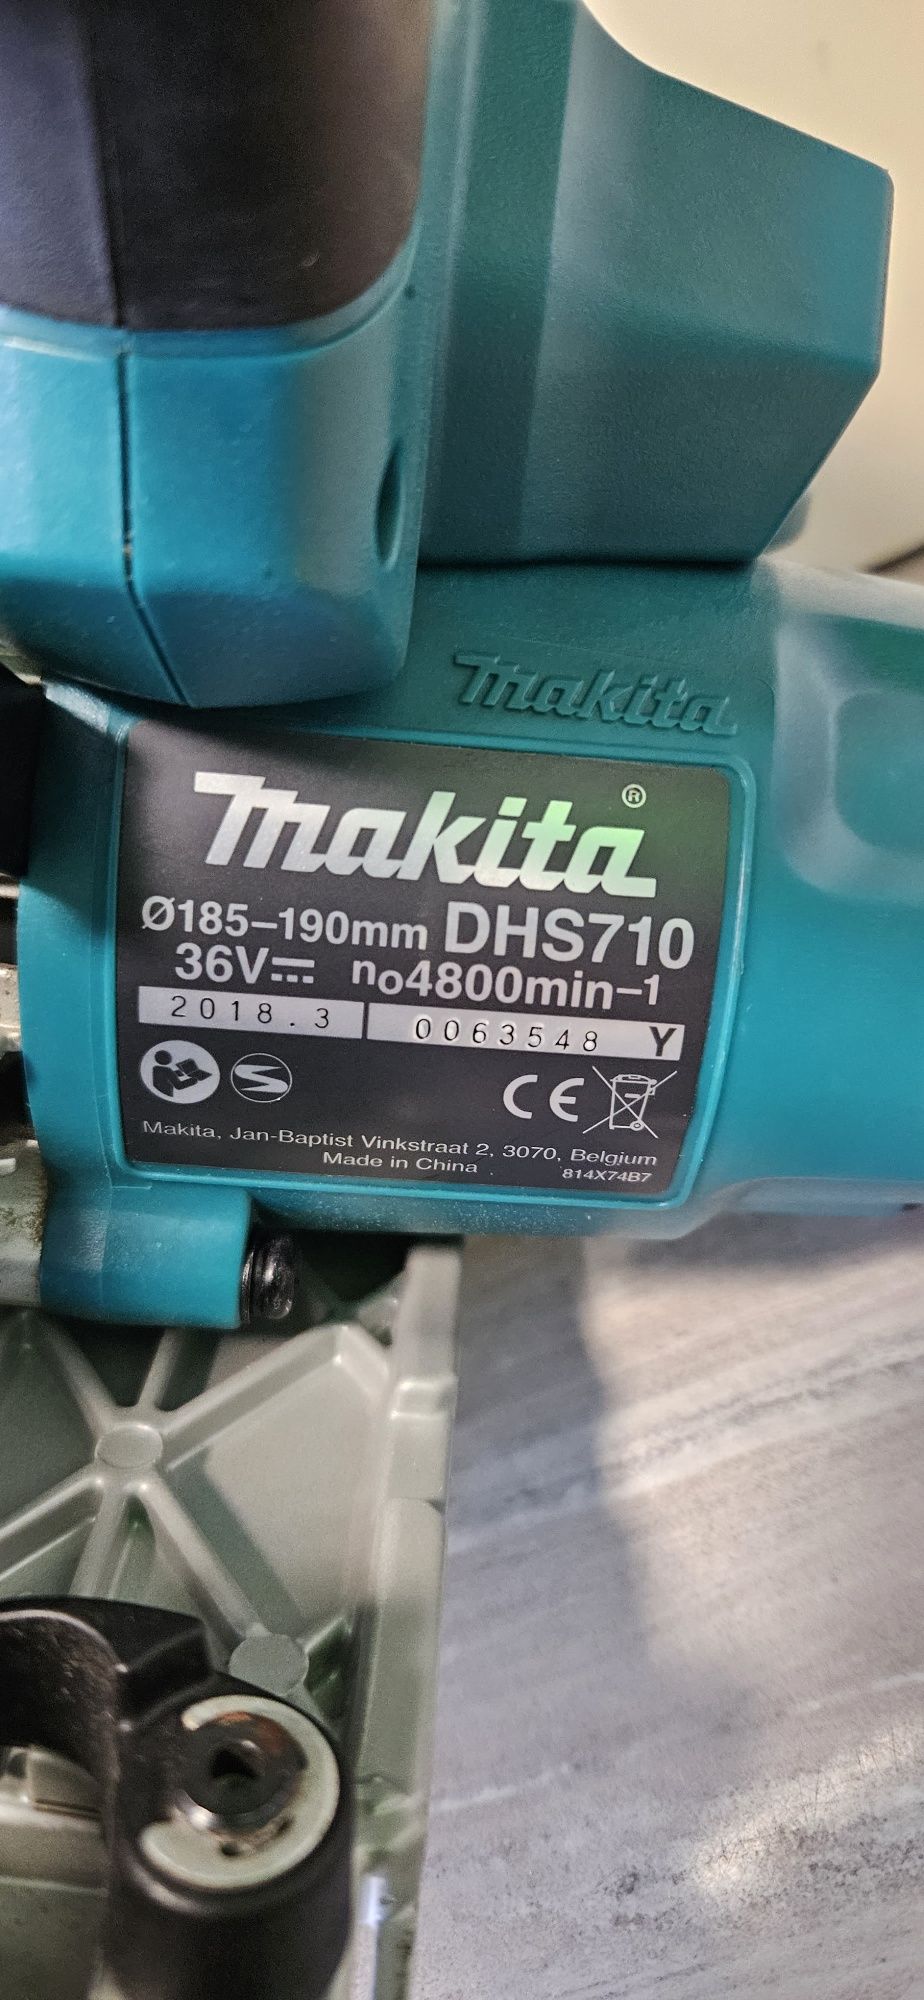 makita
makita®
Ø185–190mm DHS710
36V⎓ no4800min–1
2018.3 0063548 Y
CE
Makita, Jan-Baptist Vinkstraat 2, 3070, Belgium
Made in China 814X74B7